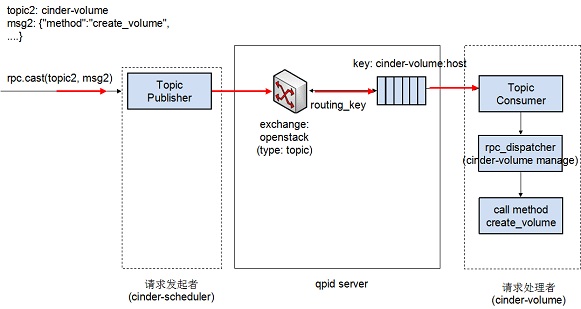 topic2: cinder-volume
msg2: {"method":"create_volume",
....}
rpc.cast(topic2, msg2)
Topic
Publisher
exchange:
openstack
(type: topic)
routing_key
key: cinder-volume:host
Topic
Consumer
rpc_dispatcher
(cinder-volume manage)
call method
create_volume
请求发起者
(cinder-scheduler)
qpid server
请求处理者
(cinder-volume)